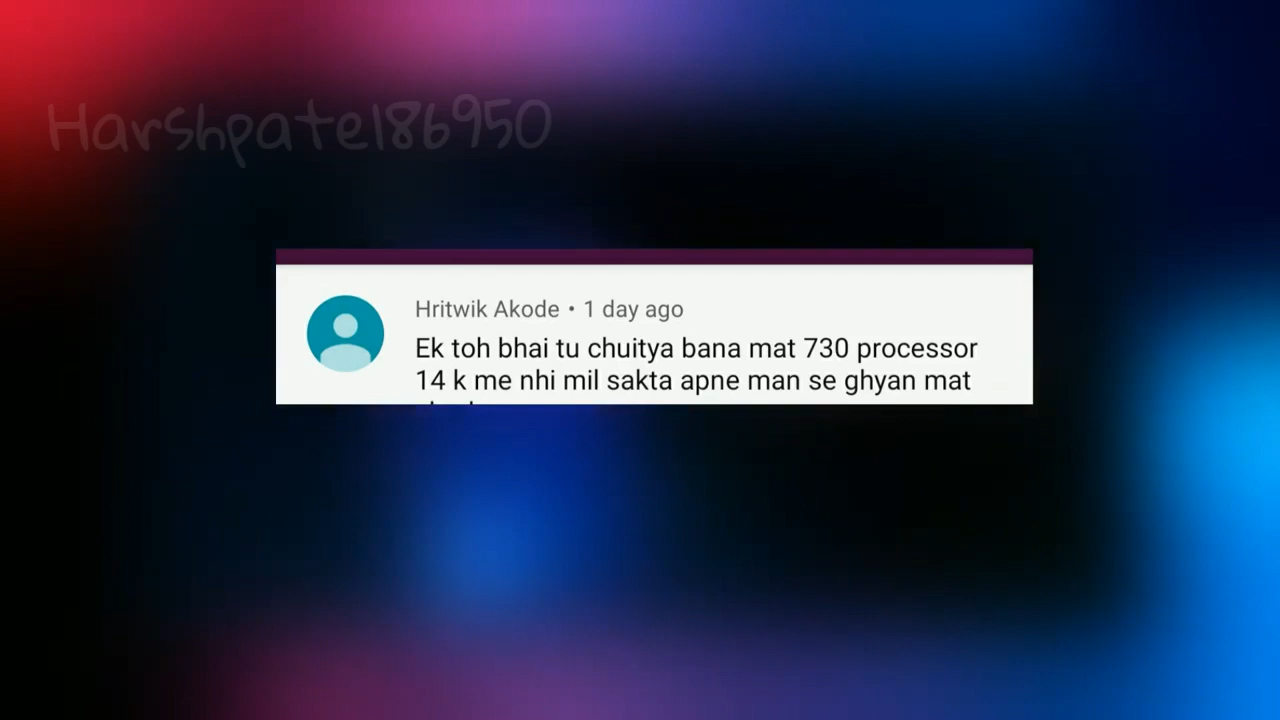 Harshpatel86950
Hritwik Akode • 1 day ago
Ek toh bhai tu chuitya bana mat 730 processor
14 k me nhi mil sakta apne man se ghyan mat